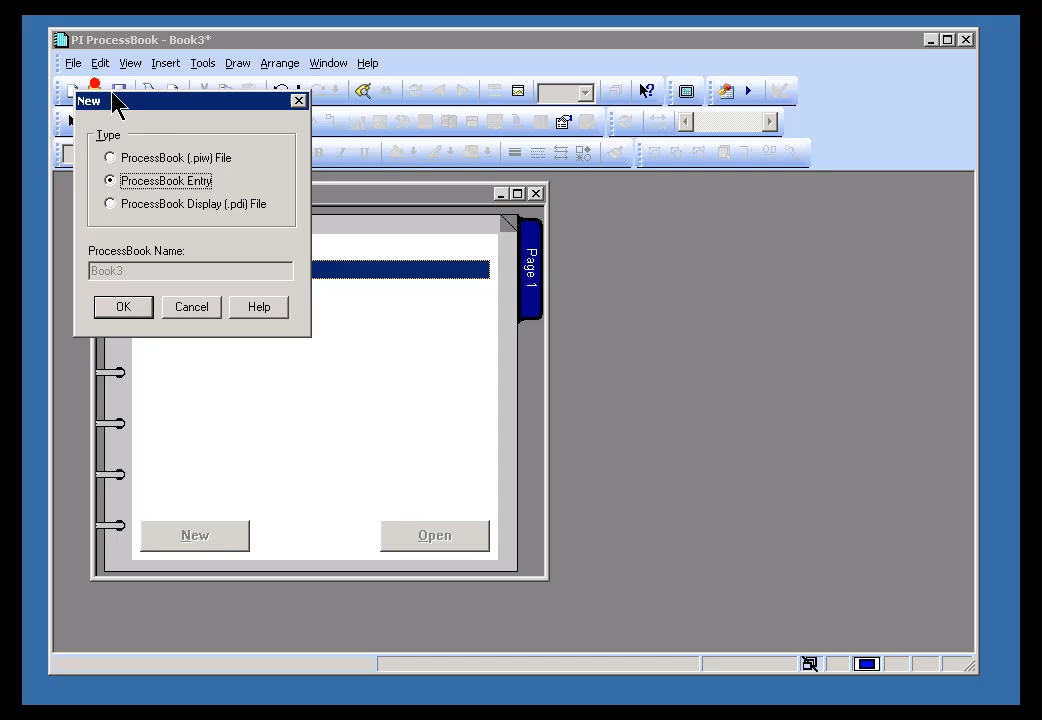 PI ProcessBook - Book3*
File Edit View Insert Tools Draw Arrange Window Help
New
Type
ProcessBook (.piw) File
ProcessBook Entry
ProcessBook Display (.pdi) File
ProcessBook Name:
Book3
OK Cancel Help
B I U
Page 1
New Open